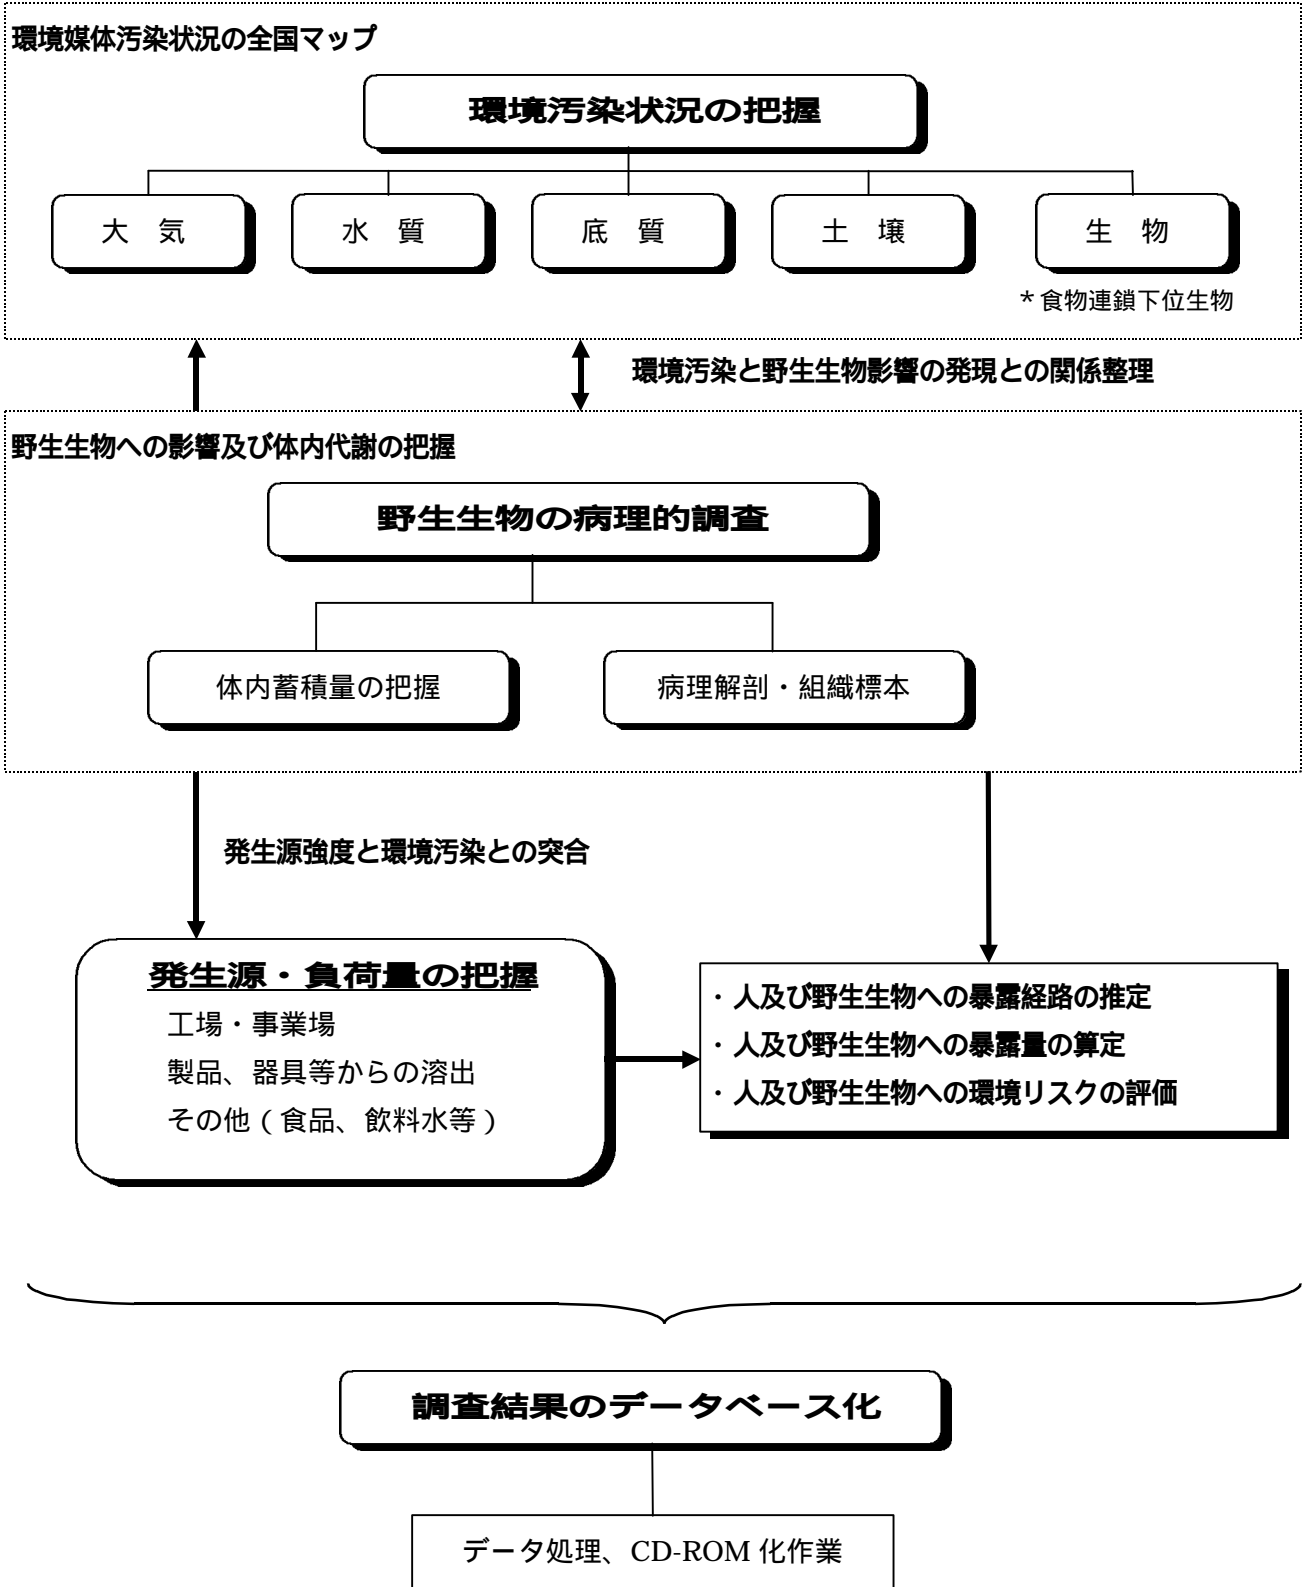 環境媒体汚染状況の全国マップ
環境汚染状況の把握
大　気
水　質
底　質
土　壌
生　物
＊食物連鎖下位生物
環境汚染と野生生物影響の発現との関係整理
野生生物への影響及び体内代謝の把握
野生生物の病理的調査
体内蓄積量の把握
病理解剖・組織標本
発生源強度と環境汚染との突合
発生源・負荷量の把握
工場・事業場
製品、器具等からの溶出
その他（食品、飲料水等）
・人及び野生生物への暴露経路の推定
・人及び野生生物への暴露量の算定
・人及び野生生物への環境リスクの評価
調査結果のデータベース化
データ処理、CD-ROM 化作業